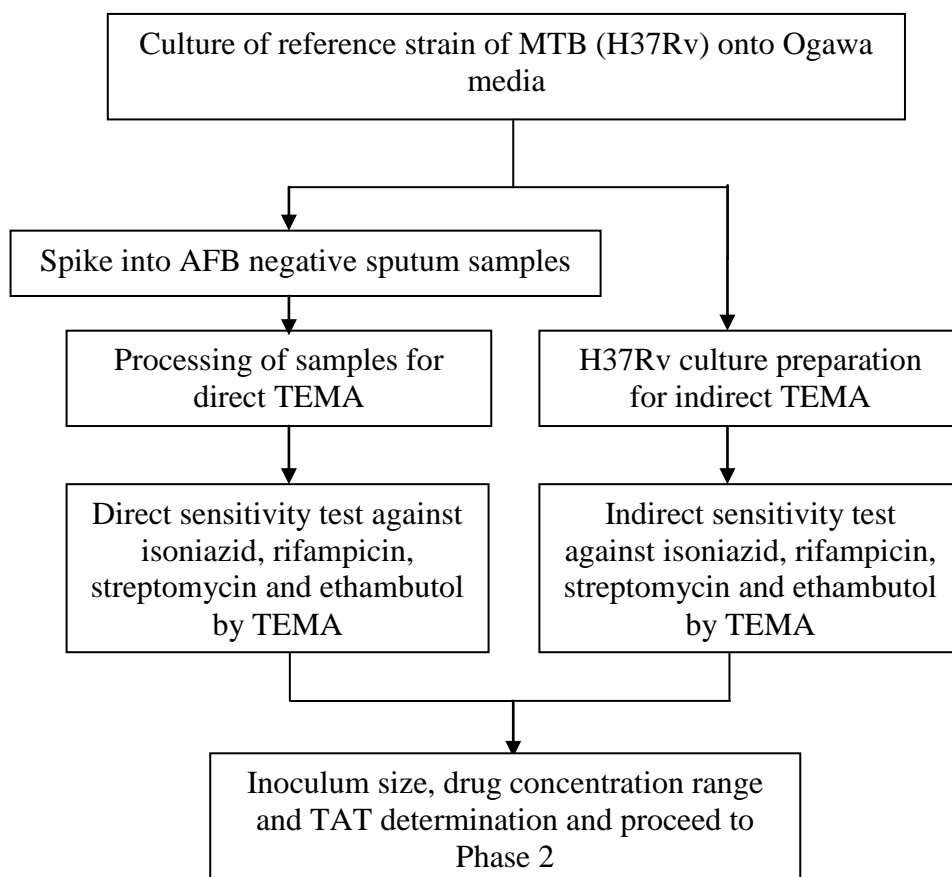 Culture of reference strain of MTB (H37Rv) onto Ogawa
media
Spike into AFB negative sputum samples
Processing of samples for
direct TEMA
H37Rv culture preparation
for indirect TEMA
Direct sensitivity test against
isoniazid, rifampicin,
streptomycin and ethambutol
by TEMA
Indirect sensitivity test
against isoniazid, rifampicin,
streptomycin and ethambutol
by TEMA
Inoculum size, drug concentration range
and TAT determination and proceed to
Phase 2